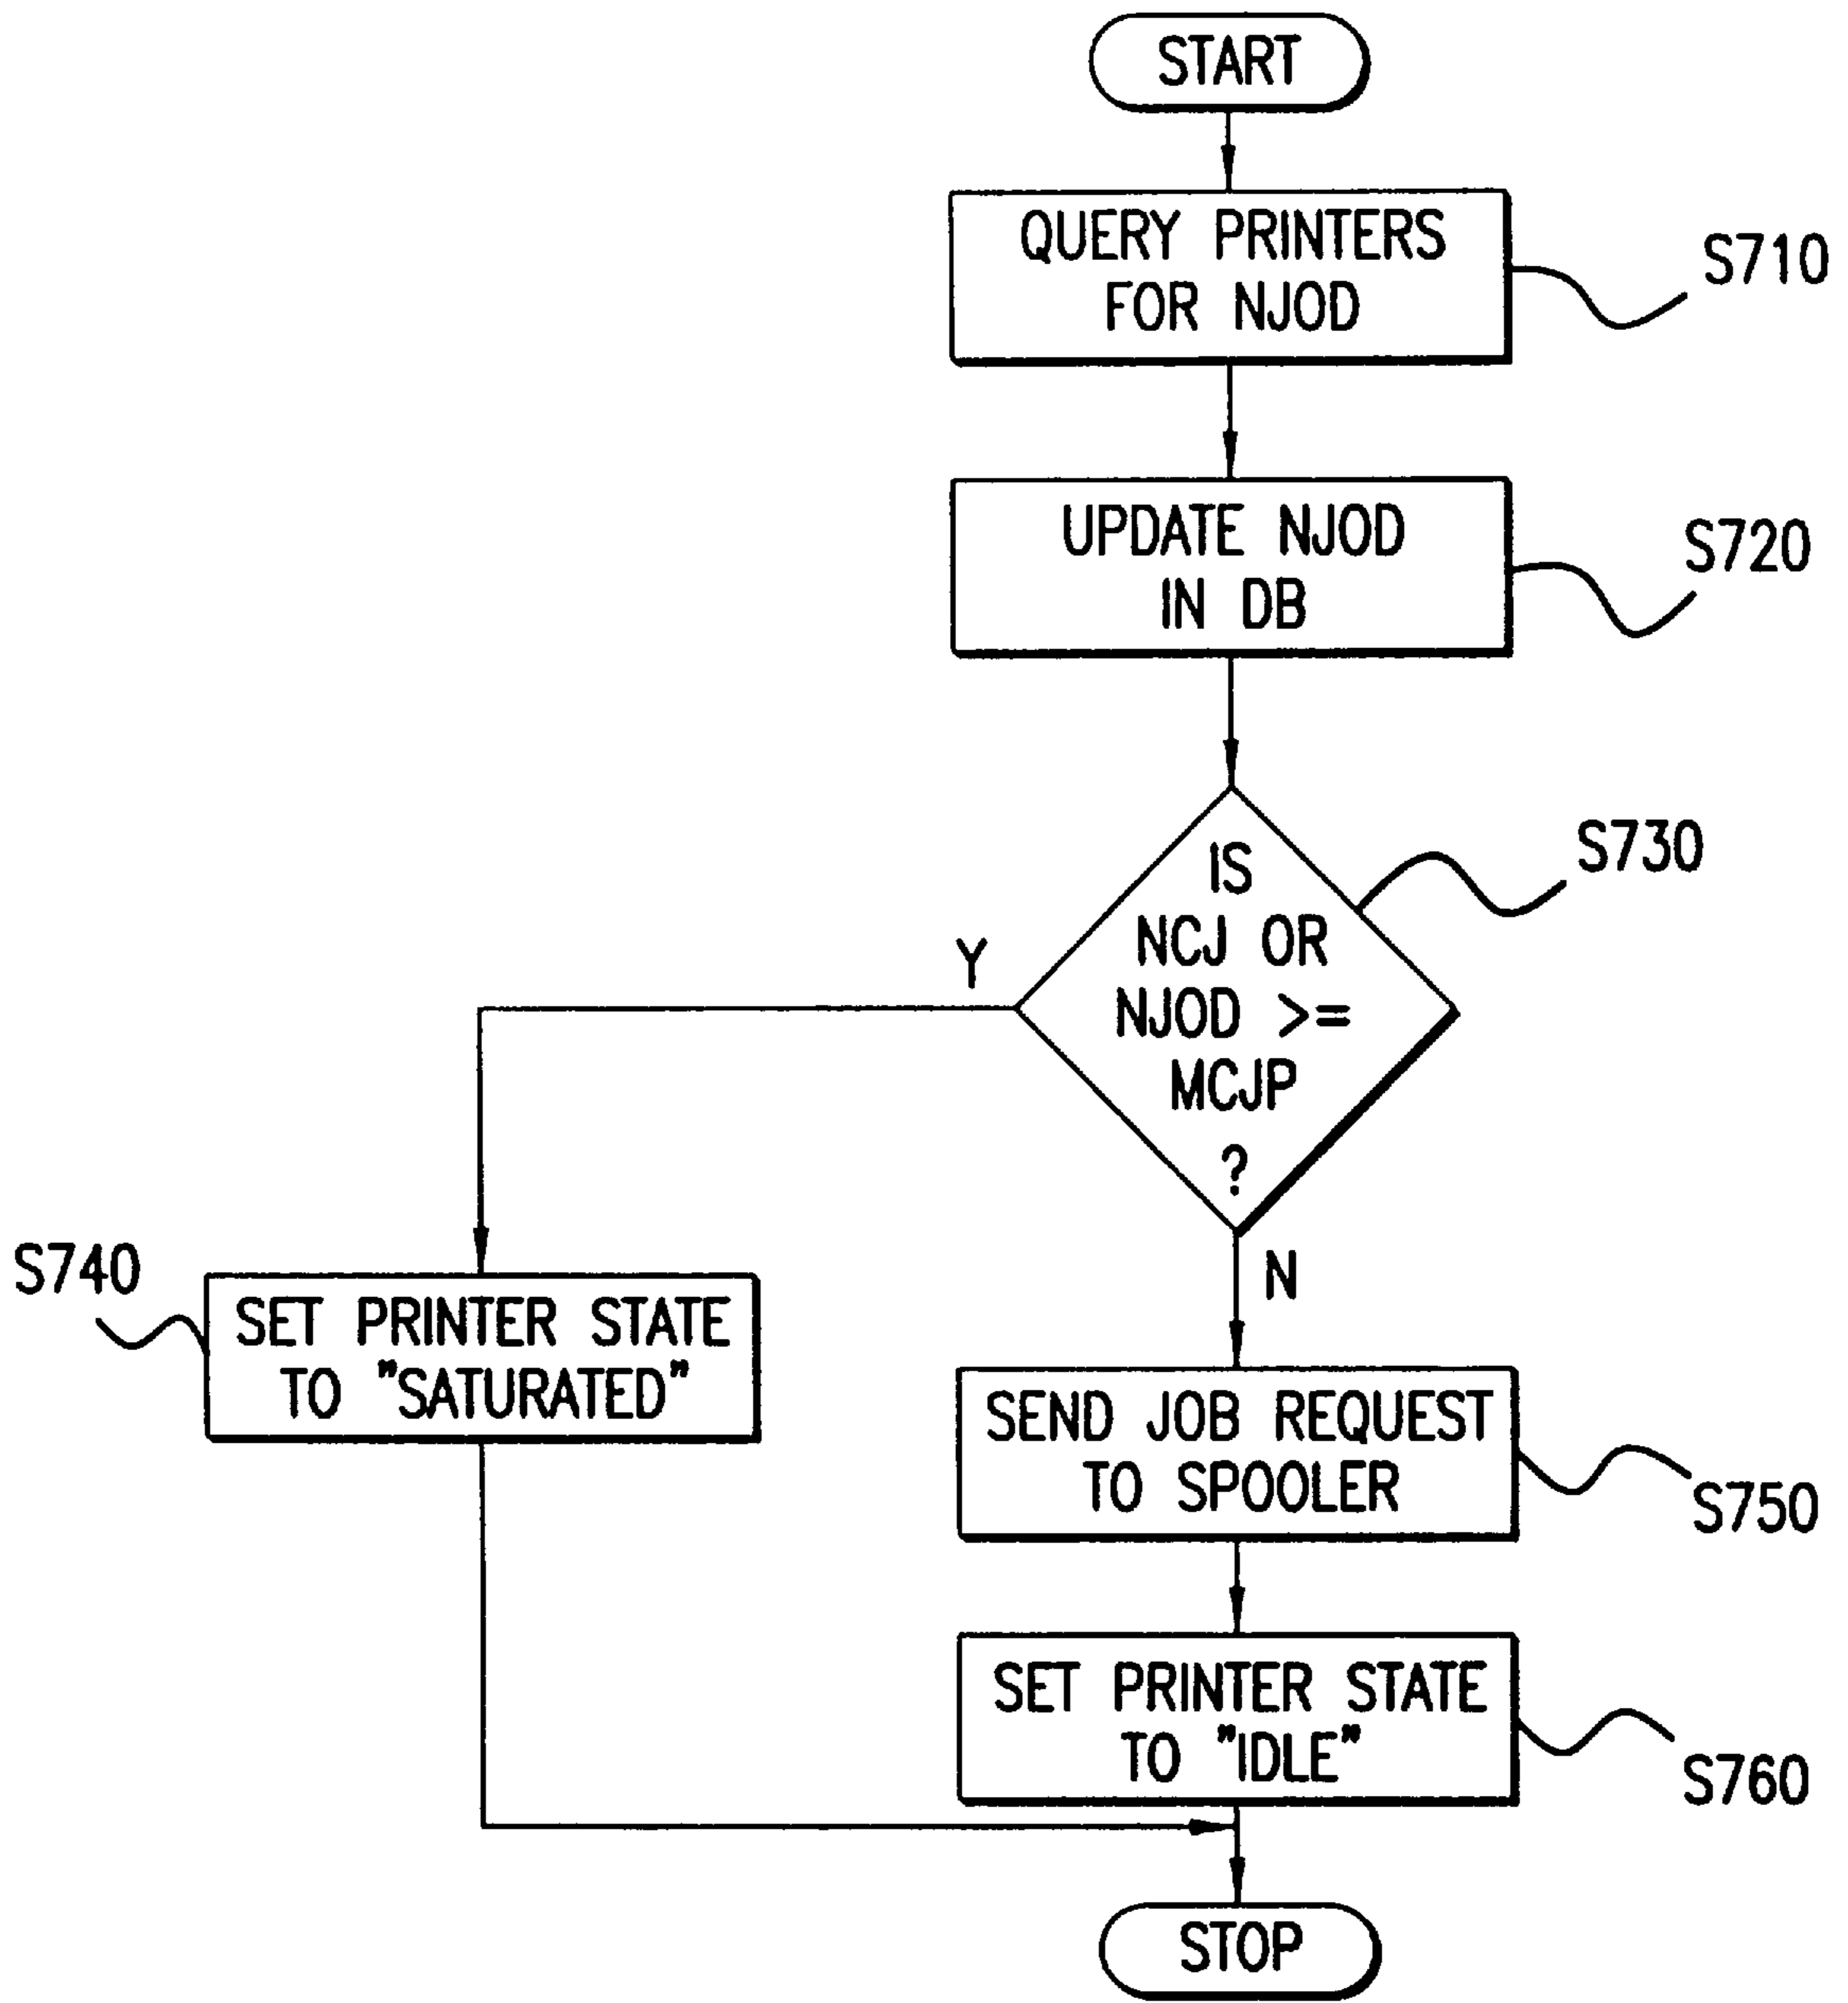 START
QUERY PRINTERS
FOR NJOD
S710
UPDATE NJOD
IN DB
S720
IS
NCJ OR
NJOD >=
MCJP
?
S730
Y
N
S740
SET PRINTER STATE
TO "SATURATED"
SEND JOB REQUEST
TO SPOOLER
S750
SET PRINTER STATE
TO "IDLE"
S760
STOP